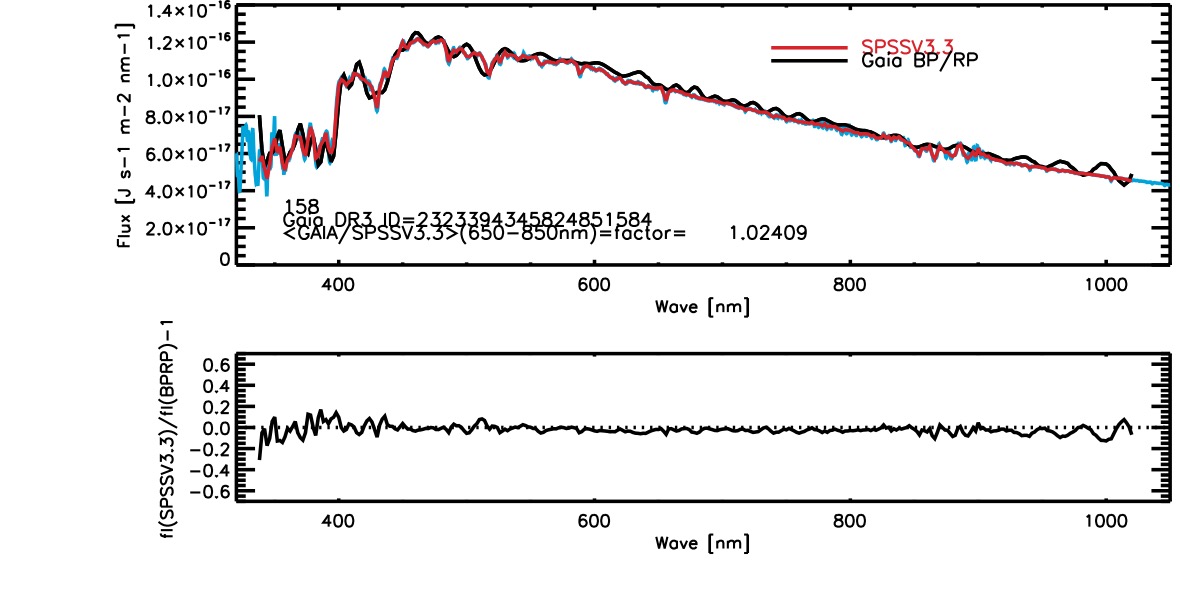 1.4×10−16
1.2×10−16
1.0×10−16
8.0×10−17
6.0×10−17
4.0×10−17
2.0×10−17
0
Flux [J s−1 m−2 nm−1]
SPSSV3.3
Gaia BP/RP
158
Gaia DR3 ID=2323394345824851584
<GAIA/SPSSV3.3>(650−850nm)=factor= 1.02409
400 600 800 1000
Wave [nm]
0.6
0.4
0.2
0.0
−0.2
−0.4
−0.6
fl(SPSSV3.3)/fl(BPRP)−1
400 600 800 1000
Wave [nm]